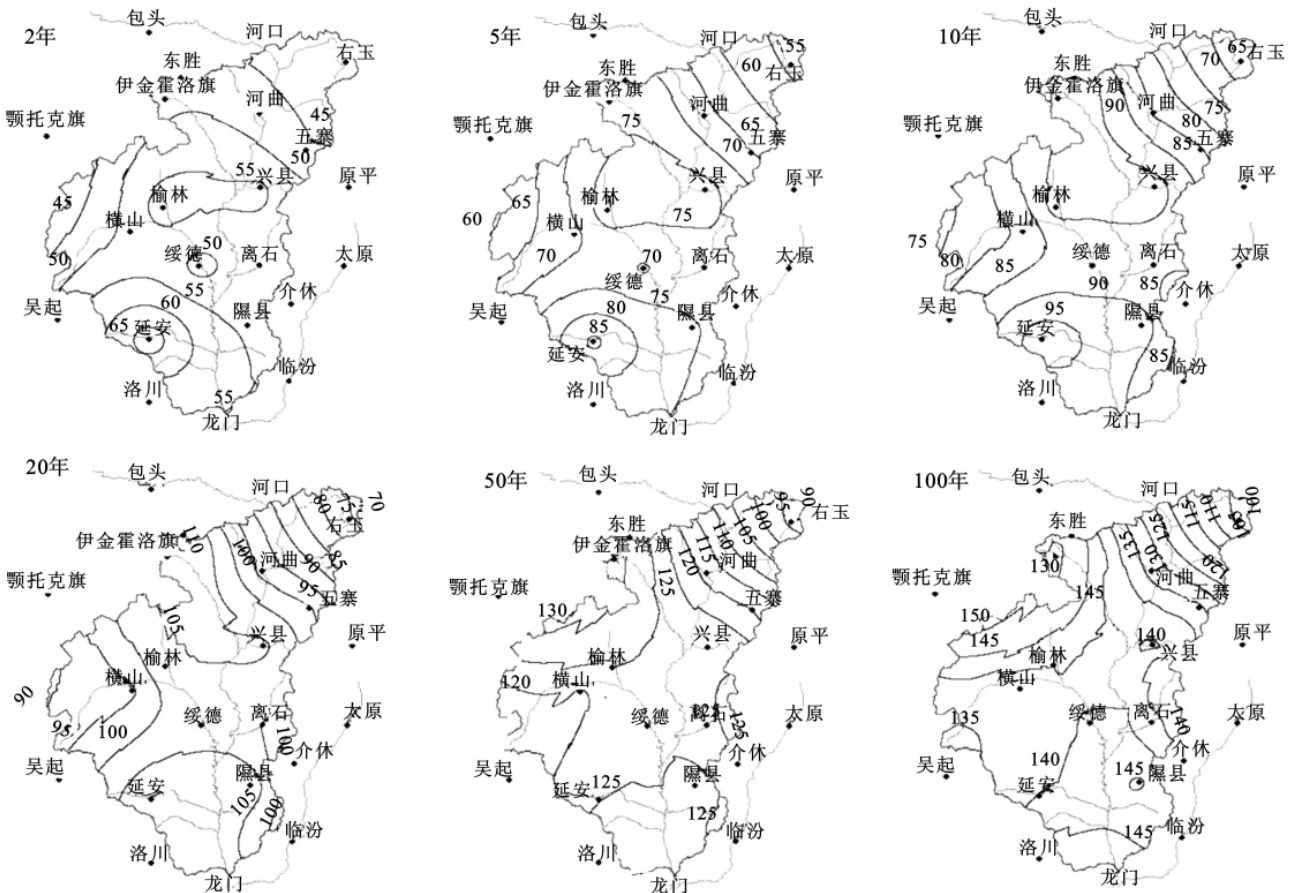 2年
包头
河口
右玉
东胜
伊金霍洛旗
河曲
45
鄂托克旗
五寨
50
55
兴县
原平
榆林
45
横山
50
绥德
离石
太原
50
55
60
介休
吴起
65
延安
隰县
临汾
洛川
55
龙门
5年
包头
河口
55
60
右玉
东胜
伊金霍洛旗
75
河曲
65
鄂托克旗
70
五寨
兴县
原平
65
榆林
60
75
横山
70
70
离石
太原
绥德
75
80
介休
吴起
85
隰县
延安
临汾
洛川
龙门
10年
包头
河口
65
右玉
70
东胜
伊金霍洛旗
90
河曲
75
80
鄂托克旗
85
五寨
兴县
原平
榆林
横山
75
80
85
绥德
离石
太原
90
85
介休
95
吴起
延安
隰县
85
临汾
洛川
龙门
20年
包头
河口
70
75
80
右玉
110
伊金霍洛旗
100
河曲
85
90
鄂托克旗
95
五寨
105
兴县
原平
榆林
横山
90
95
100
绥德
离石
太原
100
介休
吴起
隰县
延安
105
100
临汾
洛川
龙门
50年
包头
河口
90
95
100
右玉
东胜
105
110
伊金霍洛旗
115
河曲
120
125
鄂托克旗
五寨
130
兴县
原平
榆林
120
横山
绥德
离石
太原
125
125
介休
吴起
隰县
延安
125
125
临汾
洛川
龙门
100年
包头
河口
100
105
110
115
东胜
125
135
130
130
河曲
120
鄂托克旗
145
五寨
150
145
140
兴县
原平
榆林
横山
135
绥德
离石
140
太原
140
介休
吴起
145
隰县
延安
临汾
145
洛川
龙门